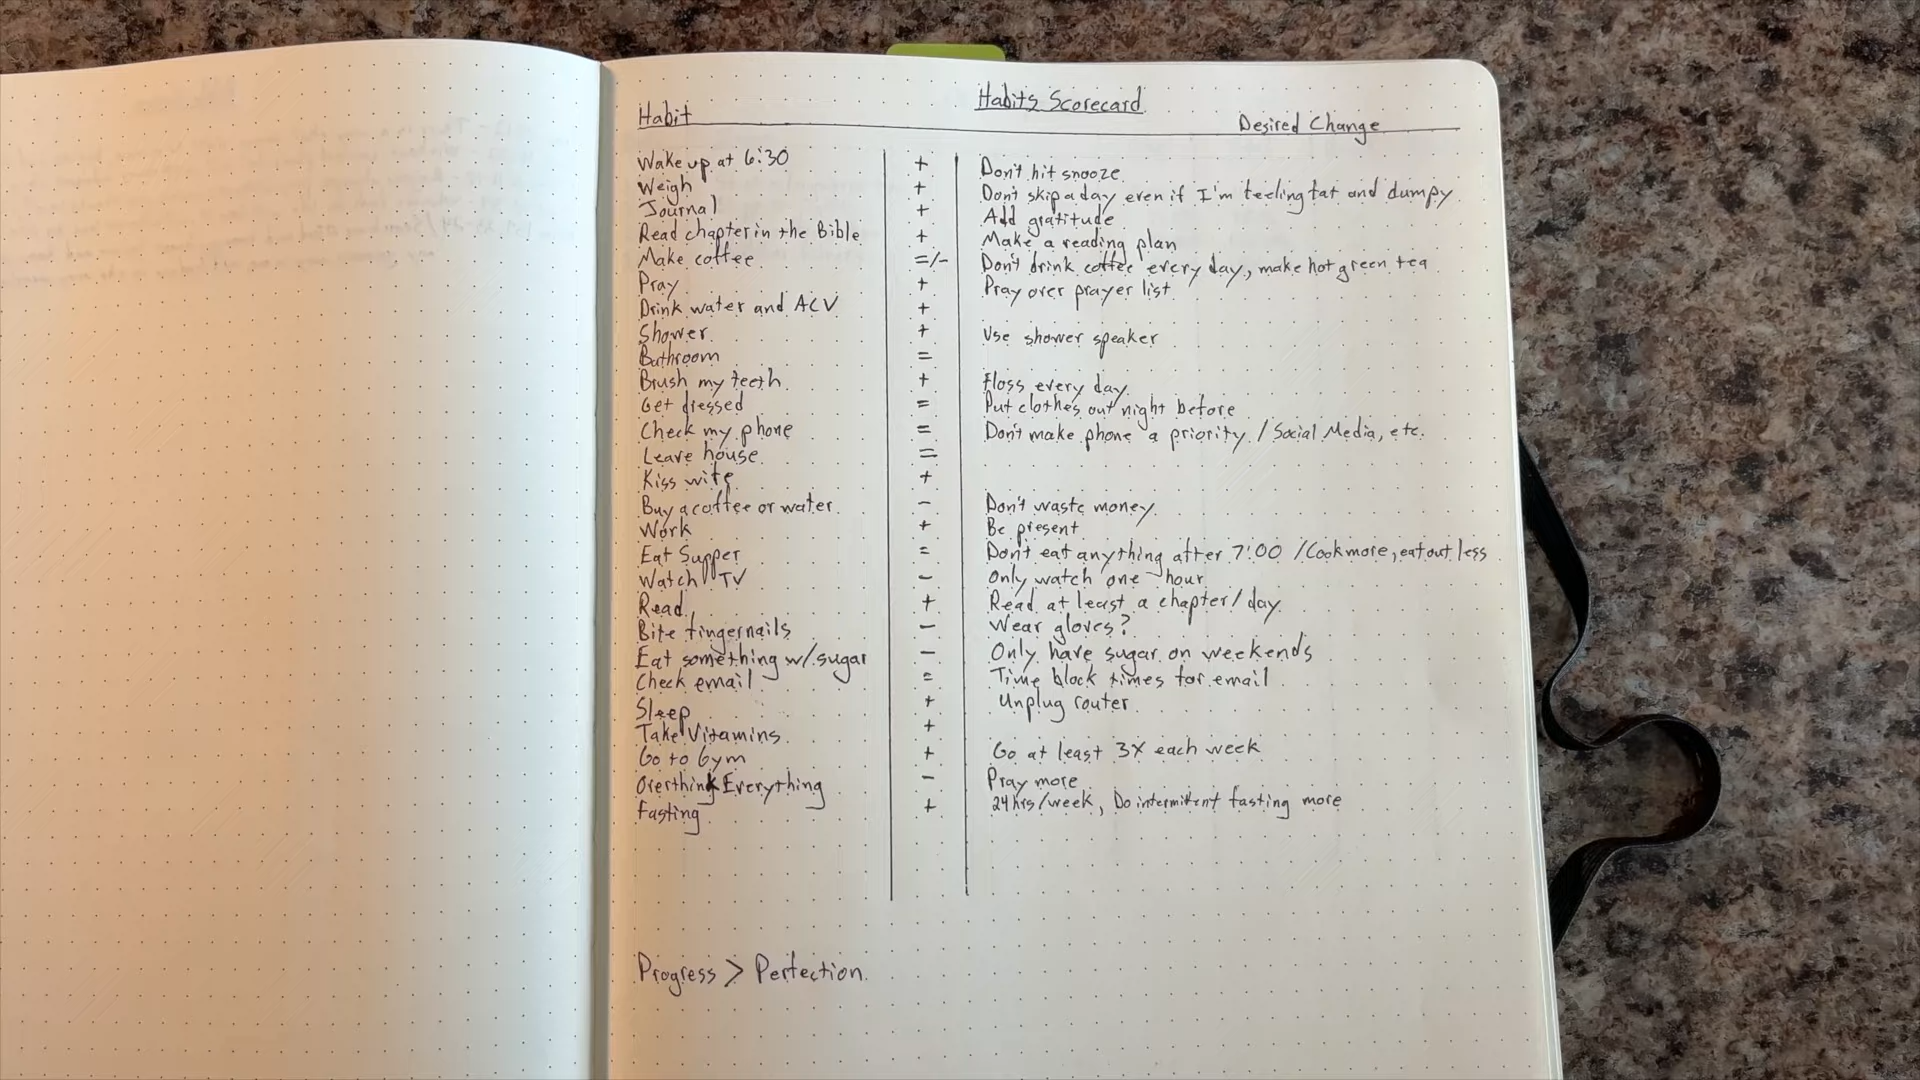 Habits Scorecard
Habit Desired Change
Wake up at 6:30 + Don't hit snooze
Weigh + Don't skip a day even if I'm feeling fat and dumpy
Journal + Add gratitude
Read chapter in the Bible + Make a reading plan
Make coffee =/- Don't drink coffee every day, make hot green tea
Pray + Pray over prayer list
Drink water and ACV +
Shower + Use shower speaker
Bathroom =
Brush my teeth + Floss every day
Get dressed = Put clothes out night before
Check my phone = Don't make phone a priority / Social Media, etc.
Leave house =
Kiss wife +
Buy a coffee or water - Don't waste money
Work + Be present
Eat Supper = Don't eat anything after 7:00 / Cook more, eat out less
Watch TV - Only watch one hour
Read + Read at least a chapter/day
Bite fingernails - Wear gloves?
Eat something w/ sugar - Only have sugar on weekends
Check email = Time block times for email
Sleep + Unplug router
Take Vitamins +
Go to Gym + Go at least 3X each week
Overthink Everything - Pray more
Fasting + 24hrs/week, Do intermittent fasting more
Progress > Perfection